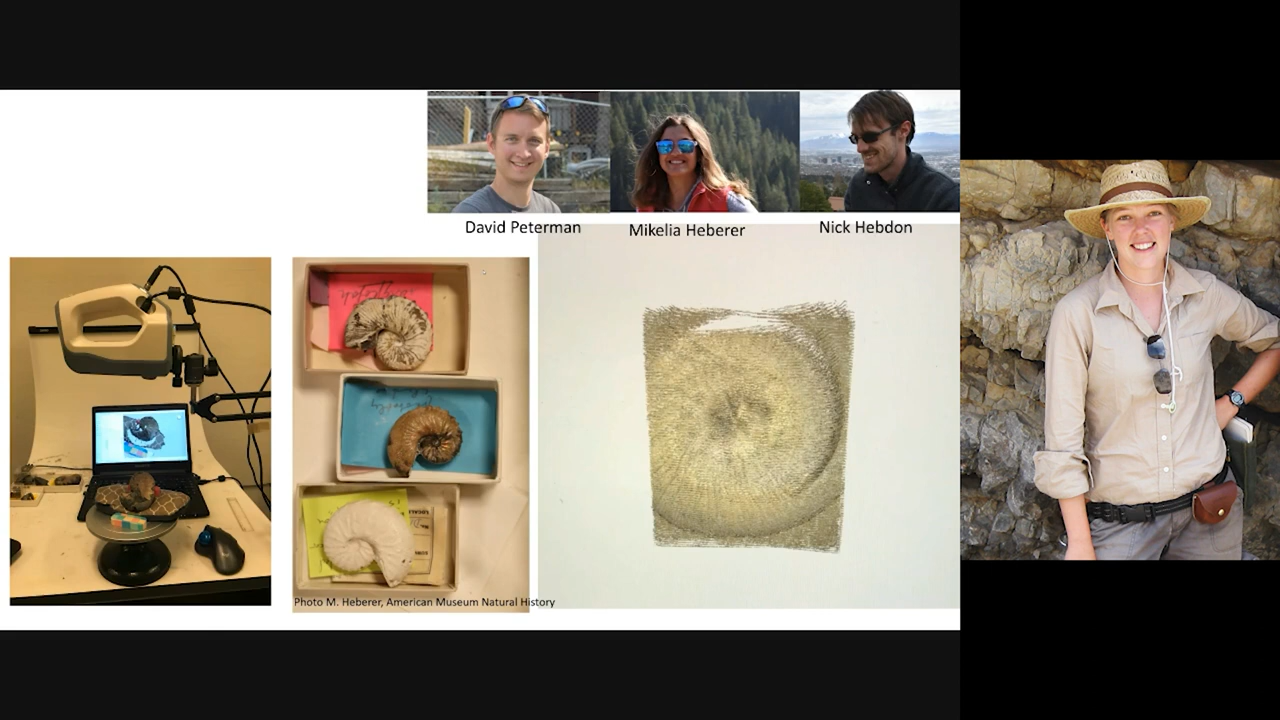 David Peterman
Mikelia Heberer
Nick Hebdon
Photo M. Heberer, American Museum Natural History